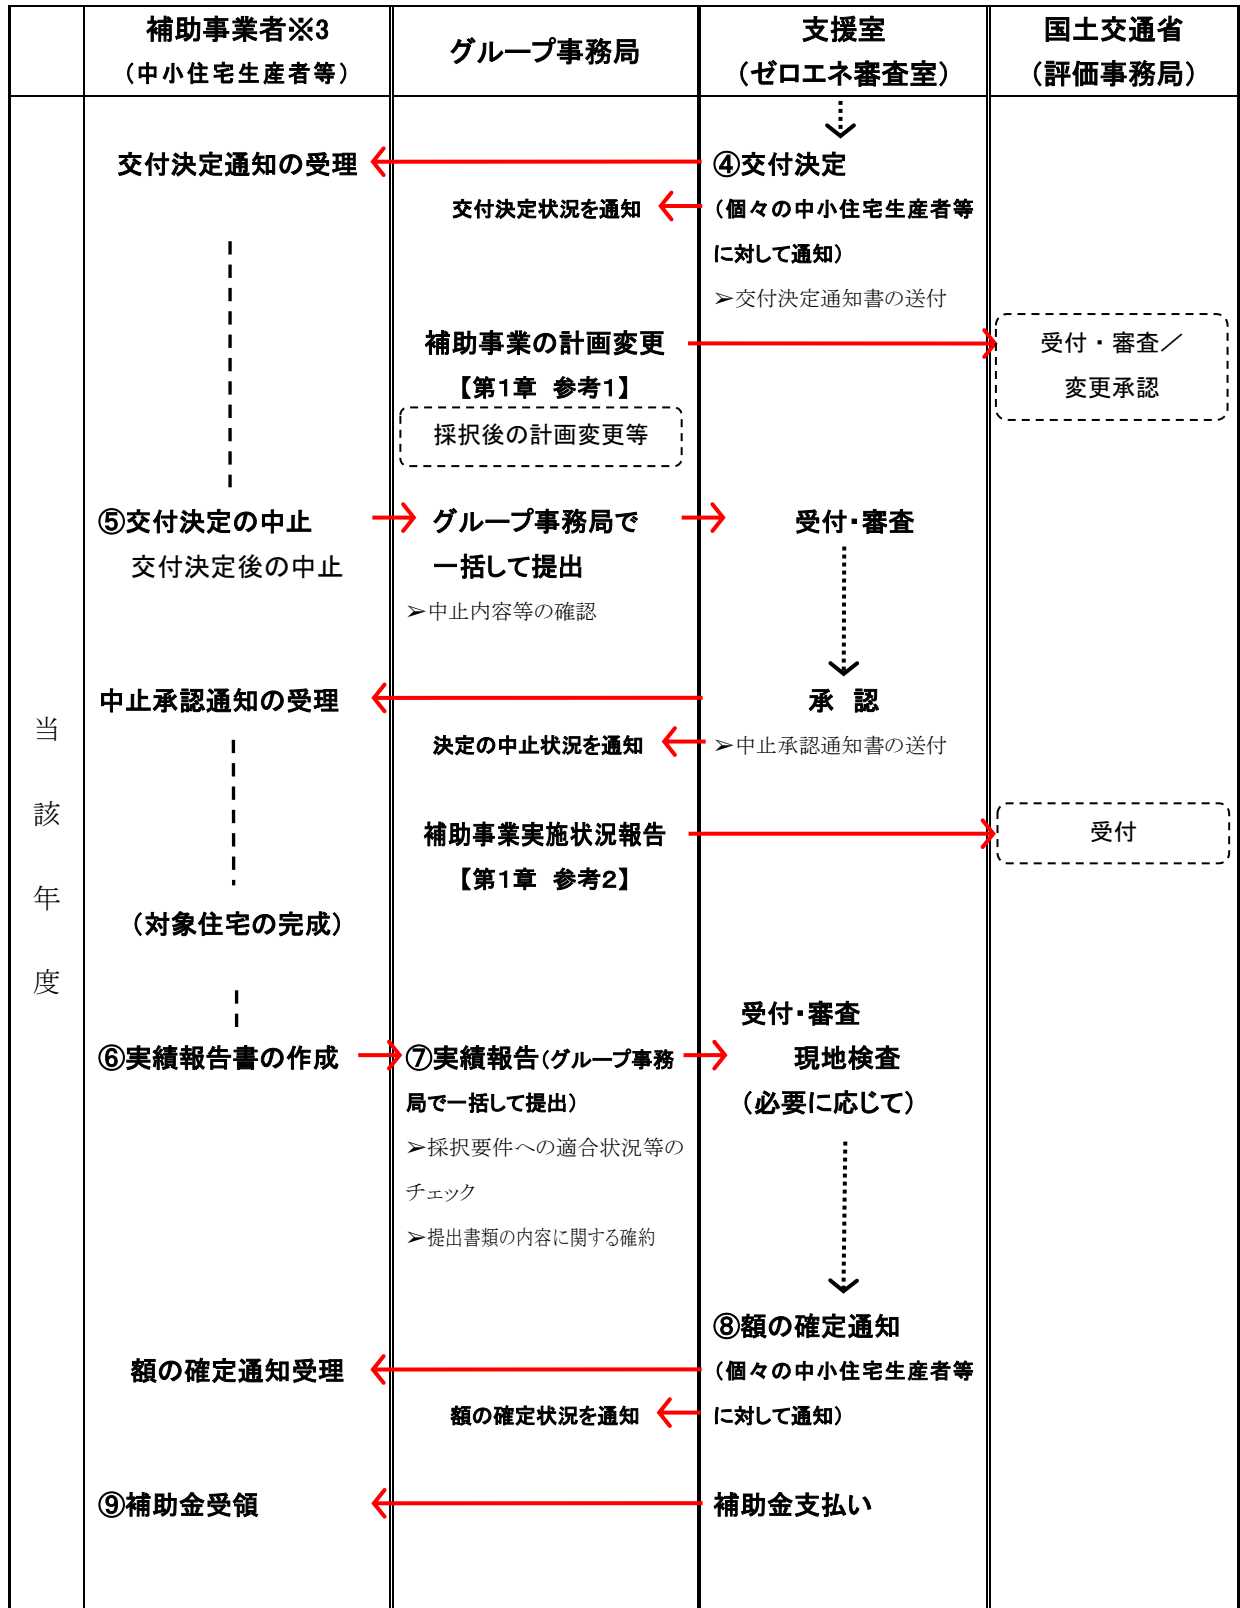 補助事業者※3
（中小住宅生産者等）
グループ事務局
支援室
（ゼロエネ審査室）
国土交通省
（評価事務局）
当該年度
交付決定通知の受理
④交付決定
交付決定状況を通知
（個々の中小住宅生産者等
に対して通知）
➢交付決定通知書の送付
補助事業の計画変更
【第1章　参考1】
採択後の計画変更等
受付・審査／
変更承認
⑤交付決定の中止
交付決定後の中止
グループ事務局で
一括して提出
➢中止内容等の確認
受付・審査
中止承認通知の受理
承　認
決定の中止状況を通知
➢中止承認通知書の送付
補助事業実施状況報告
【第1章　参考2】
受付
（対象住宅の完成）
⑥実績報告書の作成
⑦実績報告（グループ事務
局で一括して提出）
➢採択要件への適合状況等の
チェック
➢提出書類の内容に関する確約
受付・審査
現地検査
（必要に応じて）
⑧額の確定通知
額の確定通知受理
（個々の中小住宅生産者等
額の確定状況を通知
に対して通知）
⑨補助金受領
補助金支払い